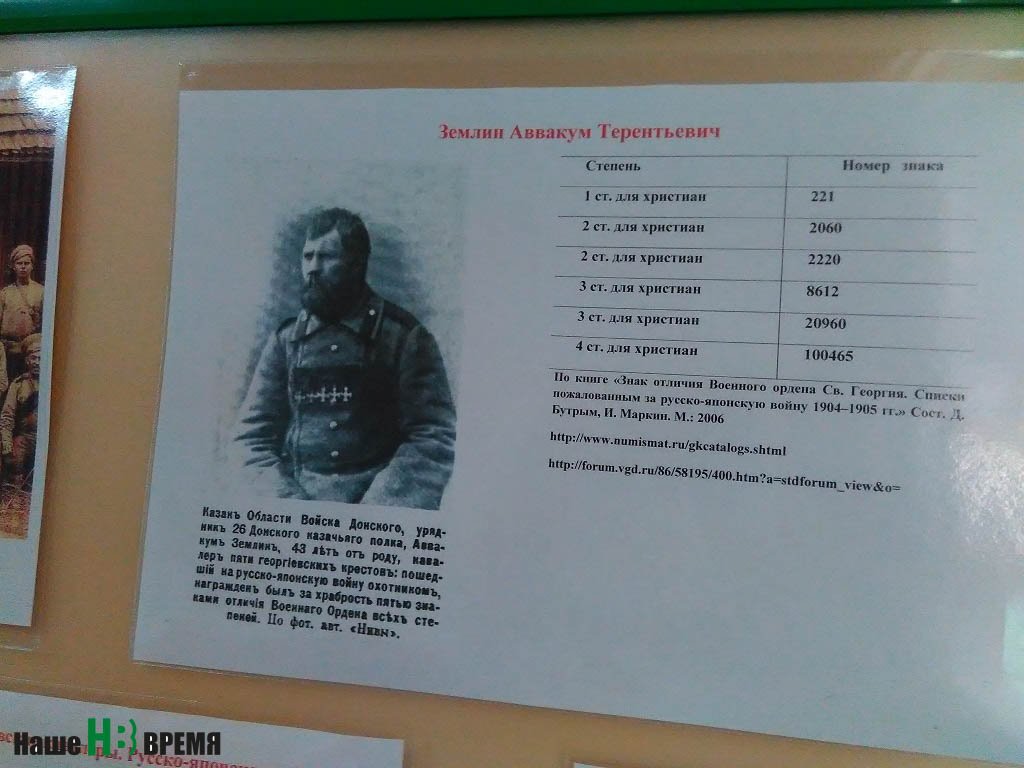 Землин Аввакум Терентьевич
Степень Номер знака
1 ст. для христиан 221
2 ст. для христиан 2060
2 ст. для христиан 2220
3 ст. для христиан 8612
3 ст. для христиан 20960
4 ст. для христиан 100465
По книге «Знак отличия Военного ордена Св. Георгия. Списки
пожалованным за русско-японскую войну 1904–1905 гг.» Сост. Д.
Бутрым, И. Маркин. М.: 2006
http://www.numismat.ru/gkcatalogs.shtml
http://forum.vgd.ru/86/58195/400.htm?a=stdforum_view&o=
Казакъ Области Войска Донского, уряд-
никъ 26 Донского казачьяго полка, Авва-
кумъ Землинъ, 43 лѣтъ отъ роду, кава-
леръ пяти георгіевскихъ крестовъ: пошед-
шій на русско-японскую войну охотникомъ,
награжденъ былъ за храбрость пятью зна-
ками отличія Военнаго Ордена всѣхъ сте-
пеней. По фот. авт. «Нивы».
Русско-япон
Наше НВ ВРЕМЯ